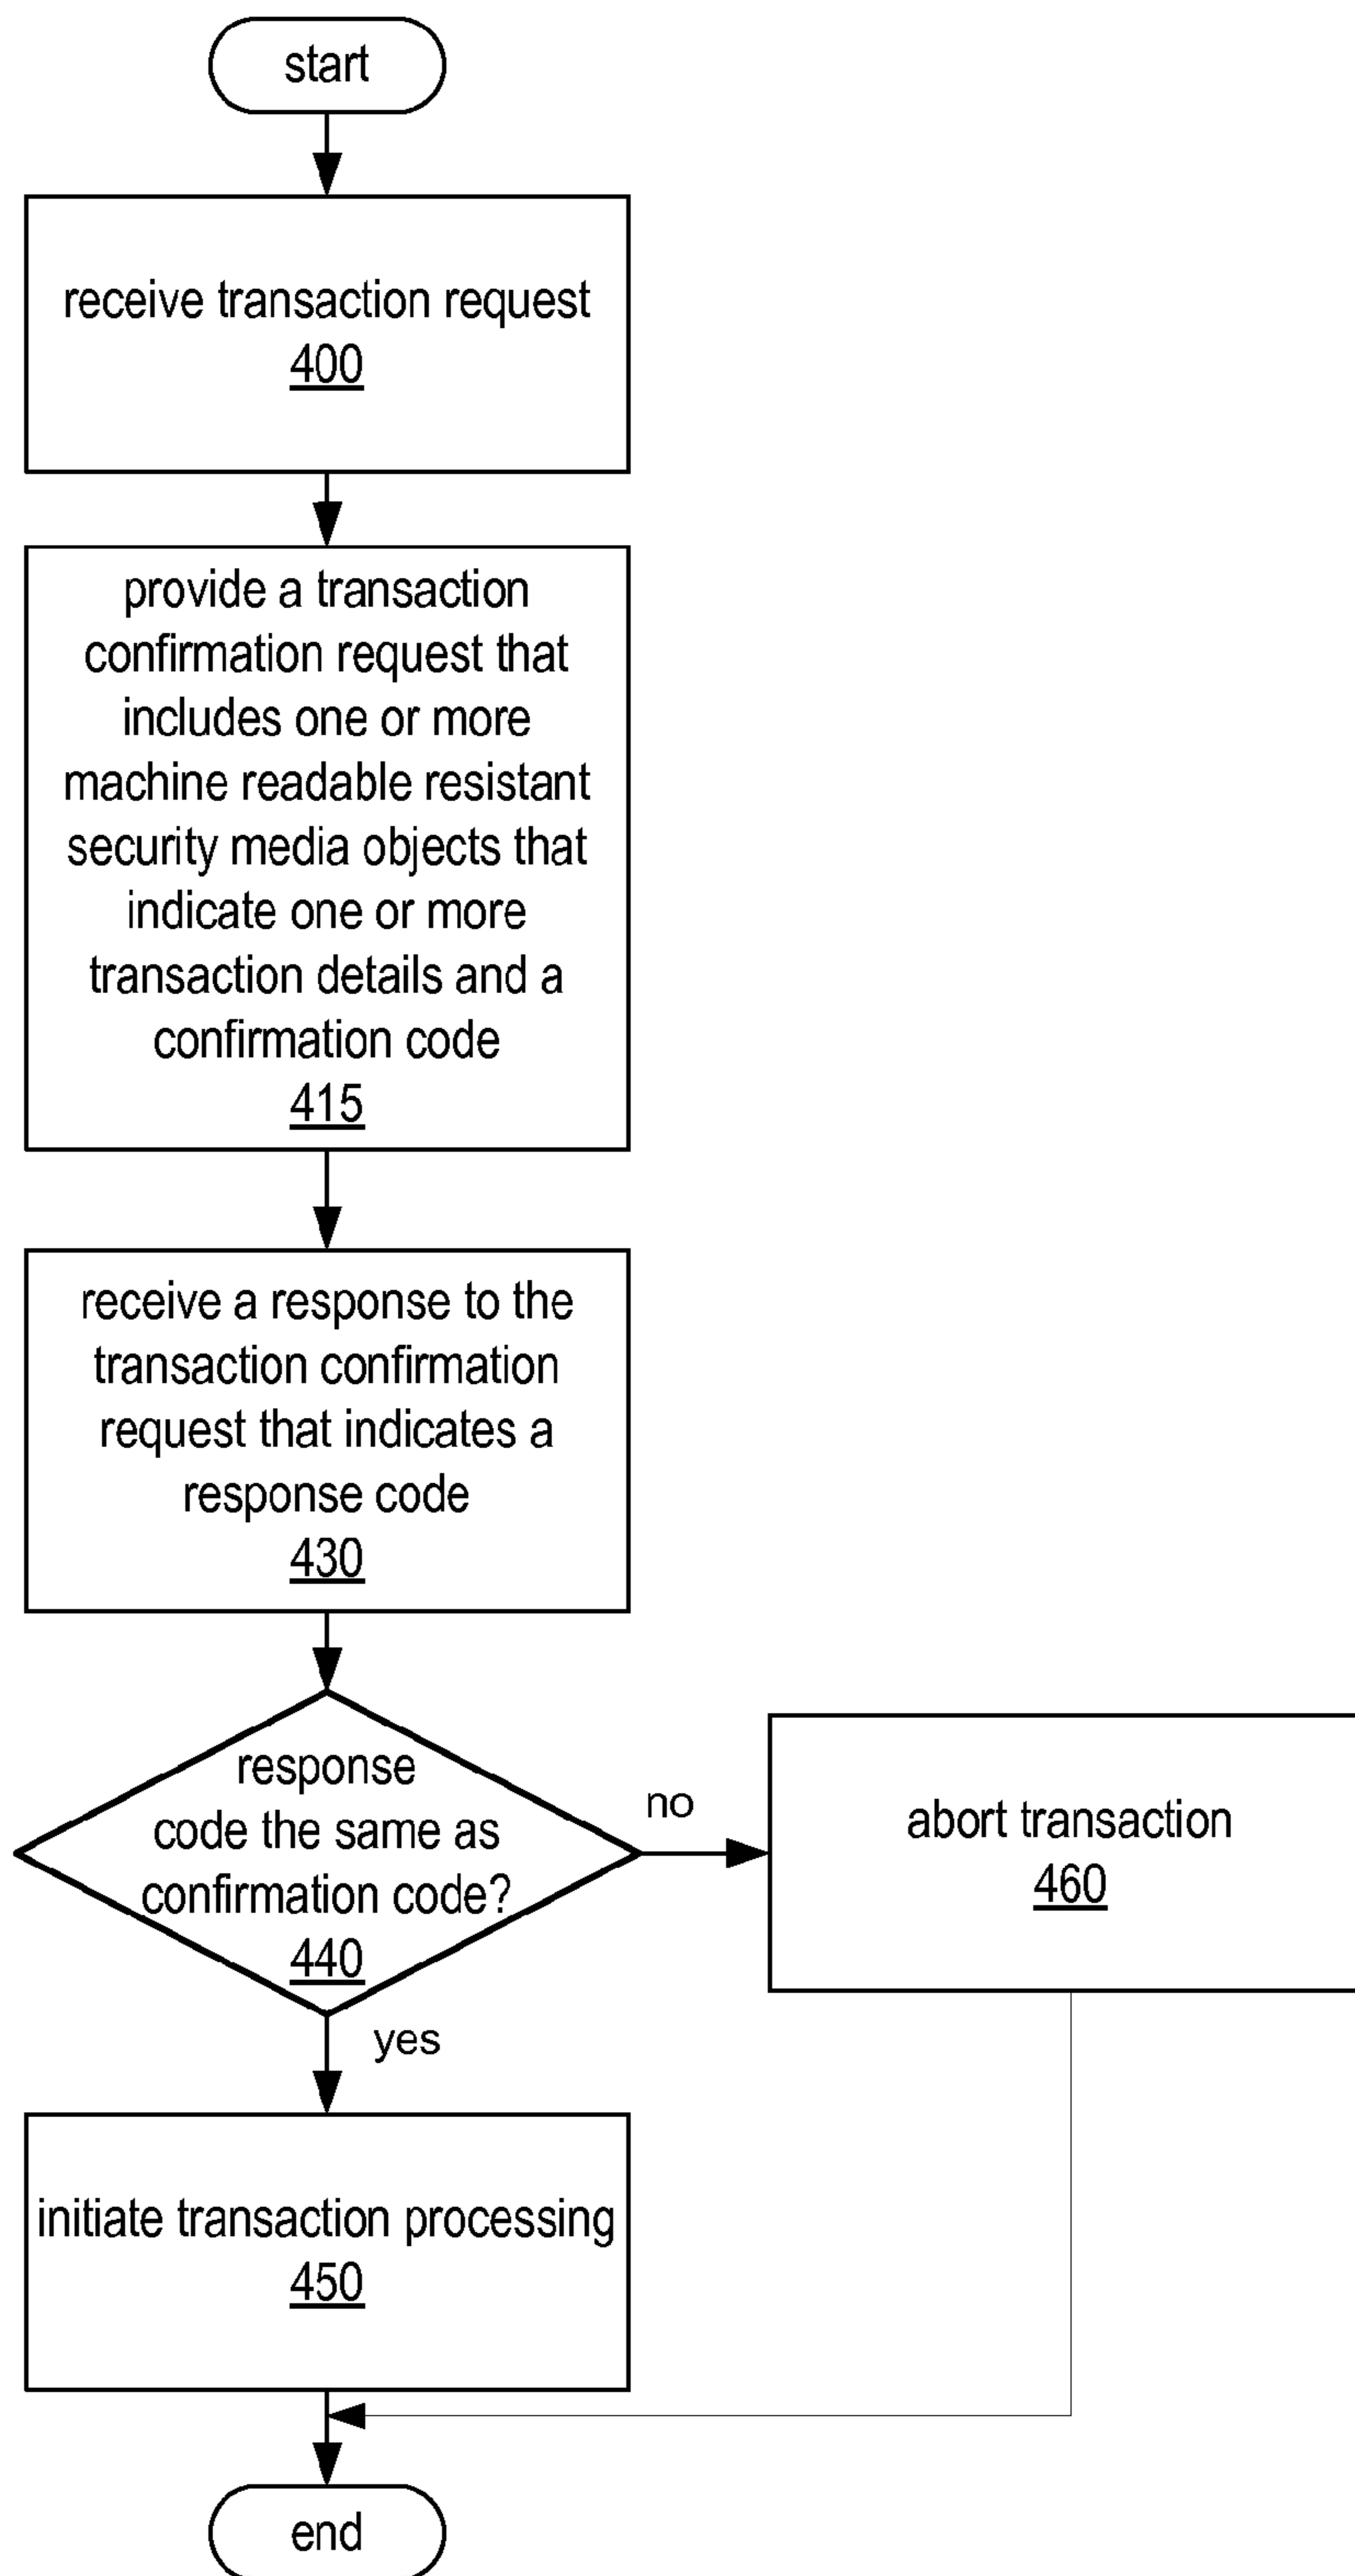 start
receive transaction request
400
provide a transaction
confirmation request that
includes one or more
machine readable resistant
security media objects that
indicate one or more
transaction details and a
confirmation code
415
receive a response to the
transaction confirmation
request that indicates a
response code
430
response
code the same as
confirmation code?
440
no
abort transaction
460
yes
initiate transaction processing
450
end